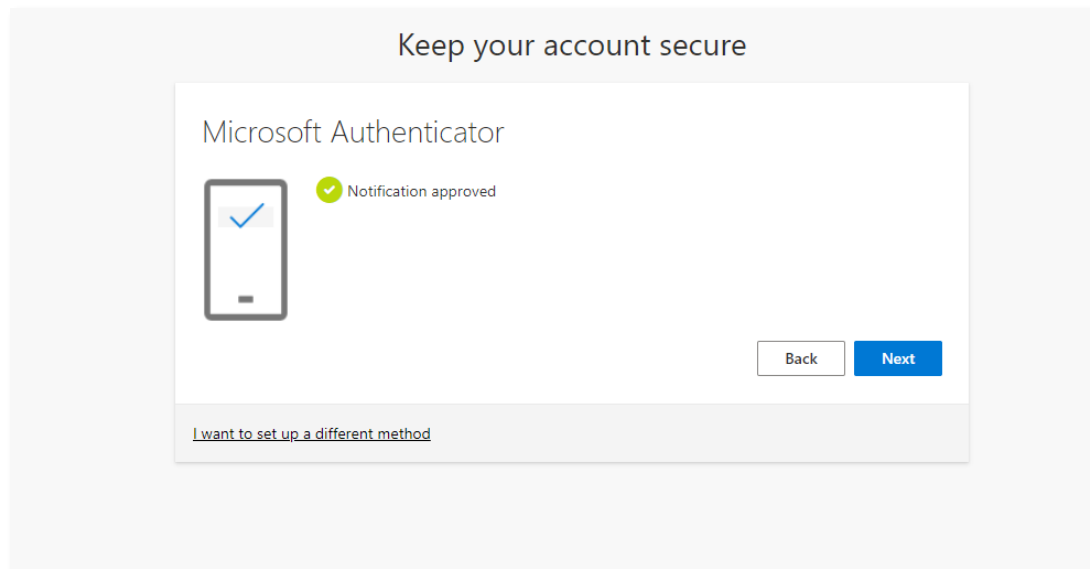 Keep your account secure
Microsoft Authenticator
Notification approved
Back
Next
I want to set up a different method